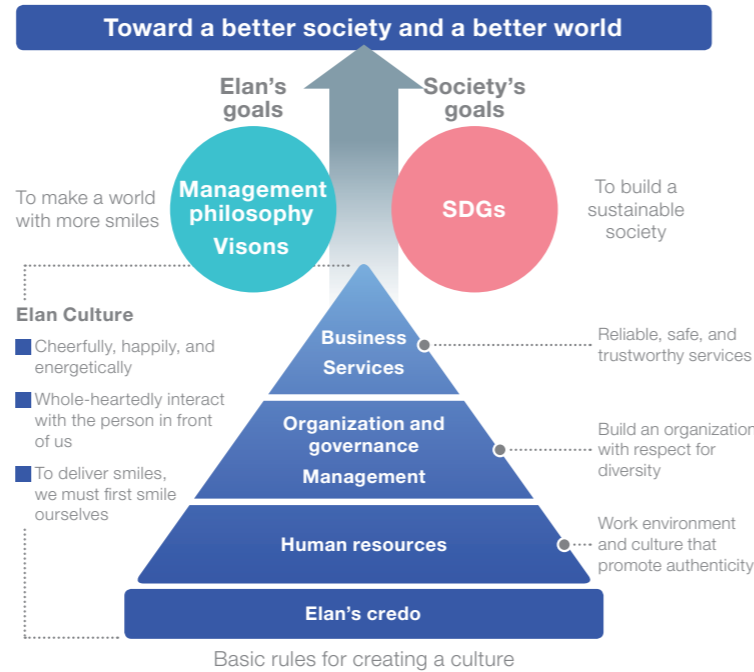 Toward a better society and a better world
Elan's
goals
Society's
goals
To make a world
with more smiles
Management
philosophy
Visons
SDGs
To build a
sustainable
society
Elan Culture
Cheerfully, happily, and
energetically
Whole-heartedly interact
with the person in front
of us
To deliver smiles,
we must first smile
ourselves
Business
Services
Reliable, safe, and
trustworthy services
Organization and
governance
Management
Build an organization
with respect for
diversity
Human resources
Work environment
and culture that
promote authenticity
Elan's credo
Basic rules for creating a culture